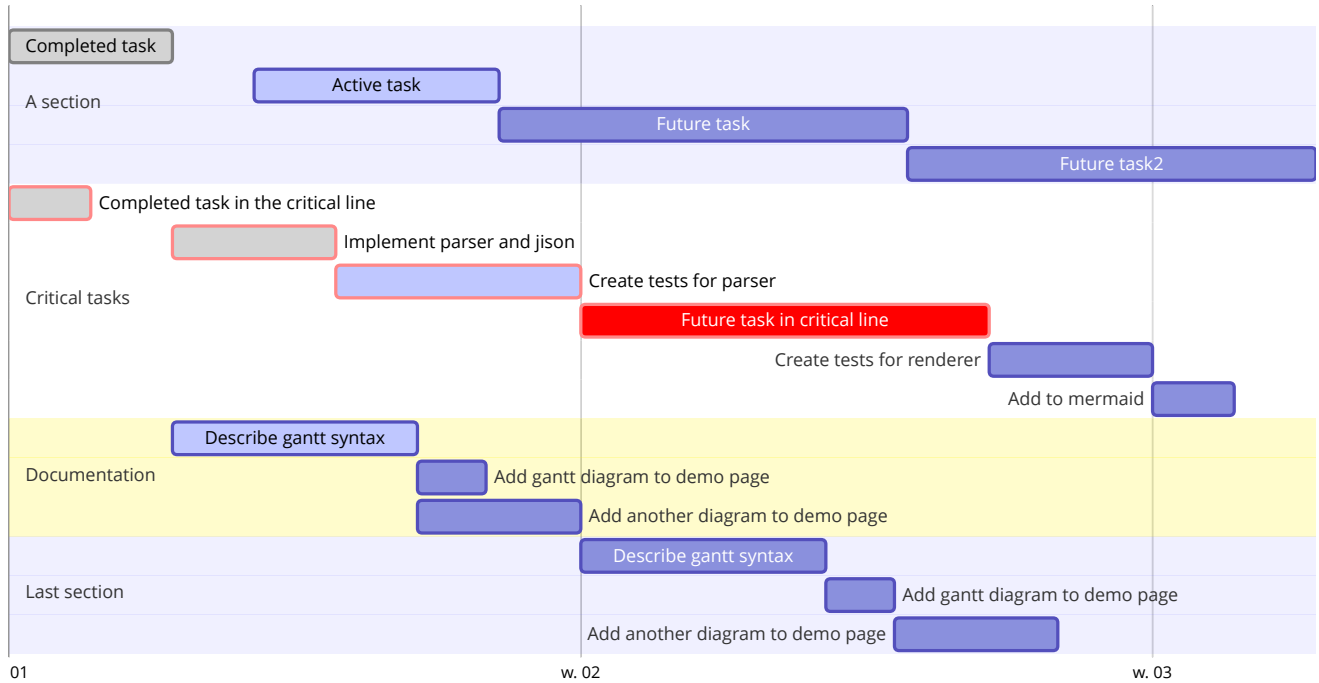 Completed task
Active task
A section
Future task
Future task2
Completed task in the critical line
Implement parser and jison
Create tests for parser
Critical tasks
Future task in critical line
Create tests for renderer
Add to mermaid
Describe gantt syntax
Documentation
Add gantt diagram to demo page
Add another diagram to demo page
Describe gantt syntax
Last section
Add gantt diagram to demo page
Add another diagram to demo page
01
w. 02
w. 03